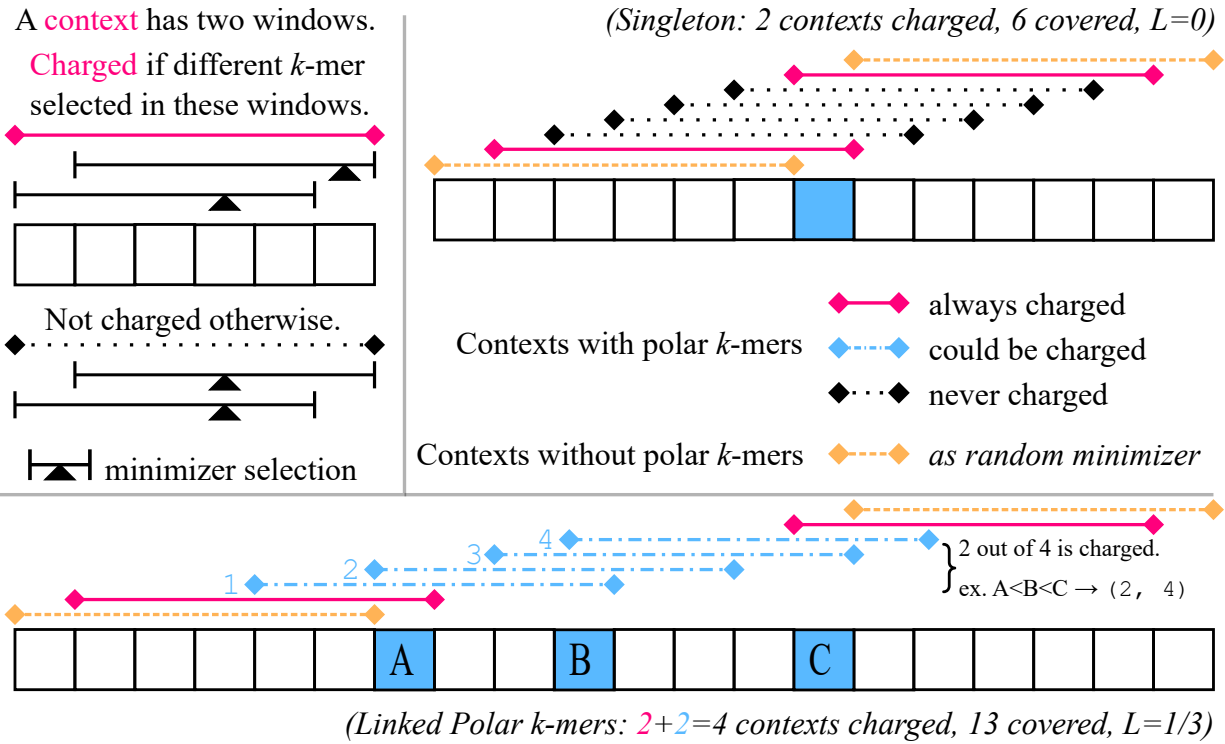 A context has two windows.
Charged if different k-mer
selected in these windows.
Not charged otherwise.
minimizer selection
(Singleton: 2 contexts charged, 6 covered, L=0)
Contexts with polar k-mers
always charged
could be charged
never charged
Contexts without polar k-mers
as random minimizer
1
2
3
4
2 out of 4 is charged.
ex. A<B<C → (2, 4)
A
B
C
(Linked Polar k-mers: 2+2=4 contexts charged, 13 covered, L=1/3)